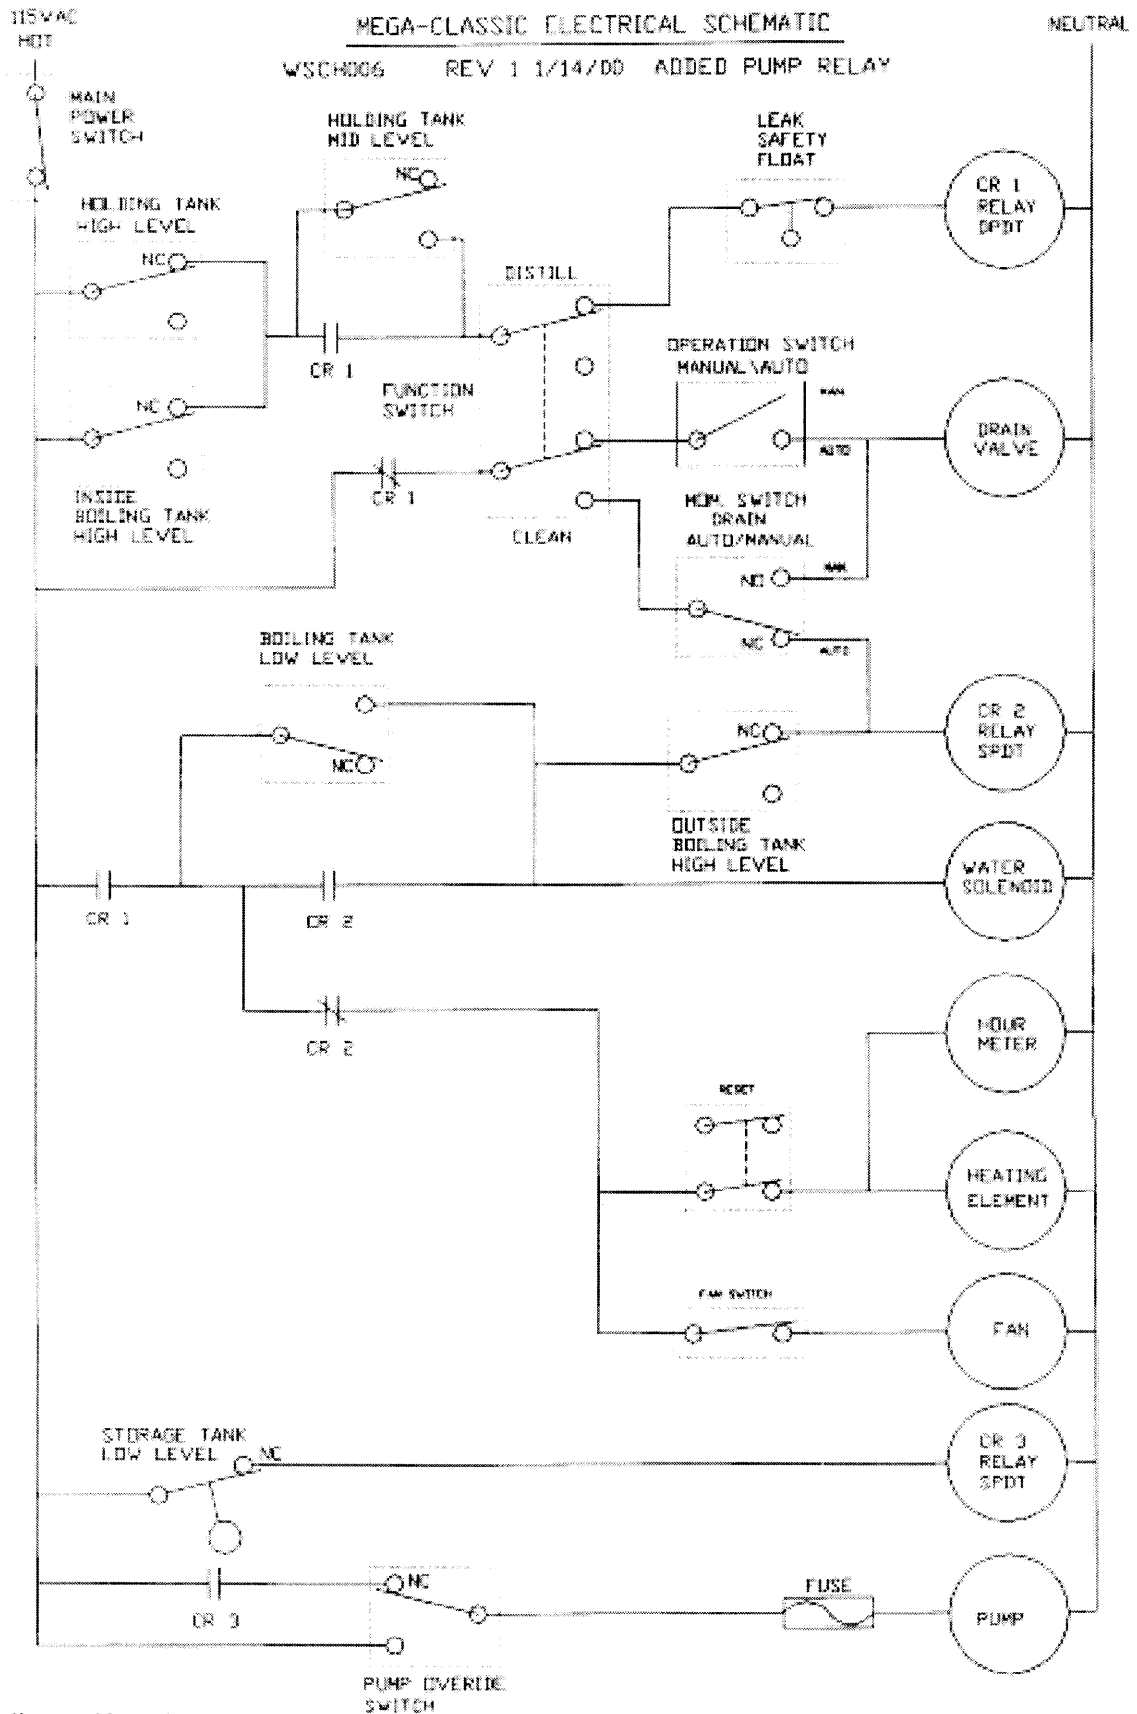 115VAC
HOT
MEGA-CLASSIC ELECTRICAL SCHEMATIC
NEUTRAL
WSCH006 REV 1 1/14/00 ADDED PUMP RELAY
MAIN
POWER
SWITCH
HOLDING TANK
MID LEVEL
NC
LEAK
SAFETY
FLOAT
CR 1
RELAY
DPDT
HOLDING TANK
HIGH LEVEL
NC
DISTILL
CR 1
FUNCTION
SWITCH
OPERATION SWITCH
MANUAL\AUTO
MAN
AUTO
DRAIN
VALVE
NC
INSIDE
BOILING TANK
HIGH LEVEL
CR 1
CLEAN
MOM. SWITCH
DRAIN
AUTO/MANUAL
NO
MAN
NC
AUTO
BOILING TANK
LOW LEVEL
NC
NC
CR 2
RELAY
SPDT
OUTSIDE
BOILING TANK
HIGH LEVEL
WATER
SOLENOID
CR 1
CR 2
CR 2
HOUR
METER
RESET
HEATING
ELEMENT
FAN SWITCH
FAN
STORAGE TANK
LOW LEVEL
NC
CR 3
RELAY
SPDT
CR 3
NC
FUSE
PUMP
PUMP OVERIDE
SWITCH